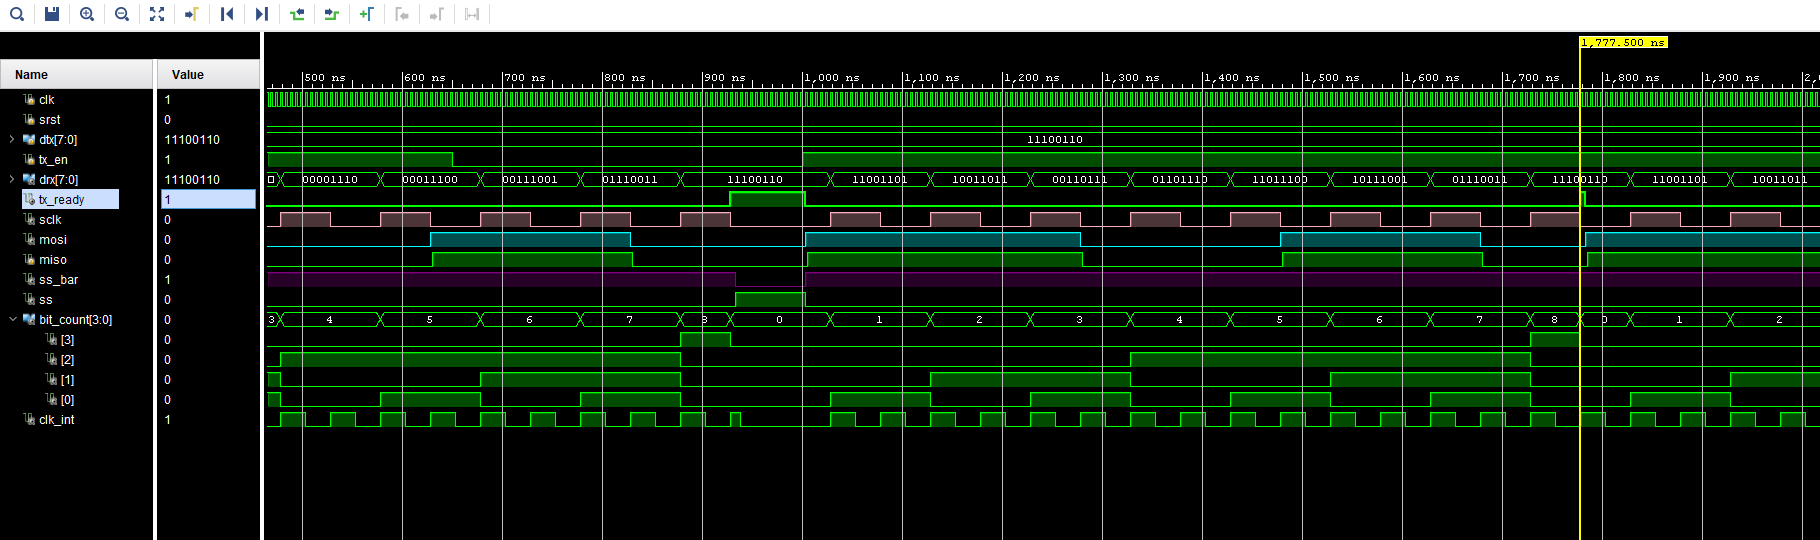 1,777.500 ns
Name Value
500 ns 600 ns 700 ns 800 ns 900 ns 1,000 ns 1,100 ns 1,200 ns 1,300 ns 1,400 ns 1,500 ns 1,600 ns 1,700 ns 1,800 ns 1,900 ns
clk 1
srst 0
dtx[7:0] 11100110 11100110
tx_en 1
drx[7:0] 11100110 00001110 00011100 00111001 01110011 11100110 11001101 10011011 00110111 01101110 11011100 10111001 01110011 11100110 11001101 10011011
tx_ready 1
sclk 0
mosi 0
miso 0
ss_bar 1
ss 0
bit_count[3:0] 0 3 4 5 6 7 8 0 1 2 3 4 5 6 7 8 0 1 2
[3] 0
[2] 0
[1] 0
[0] 0
clk_int 1